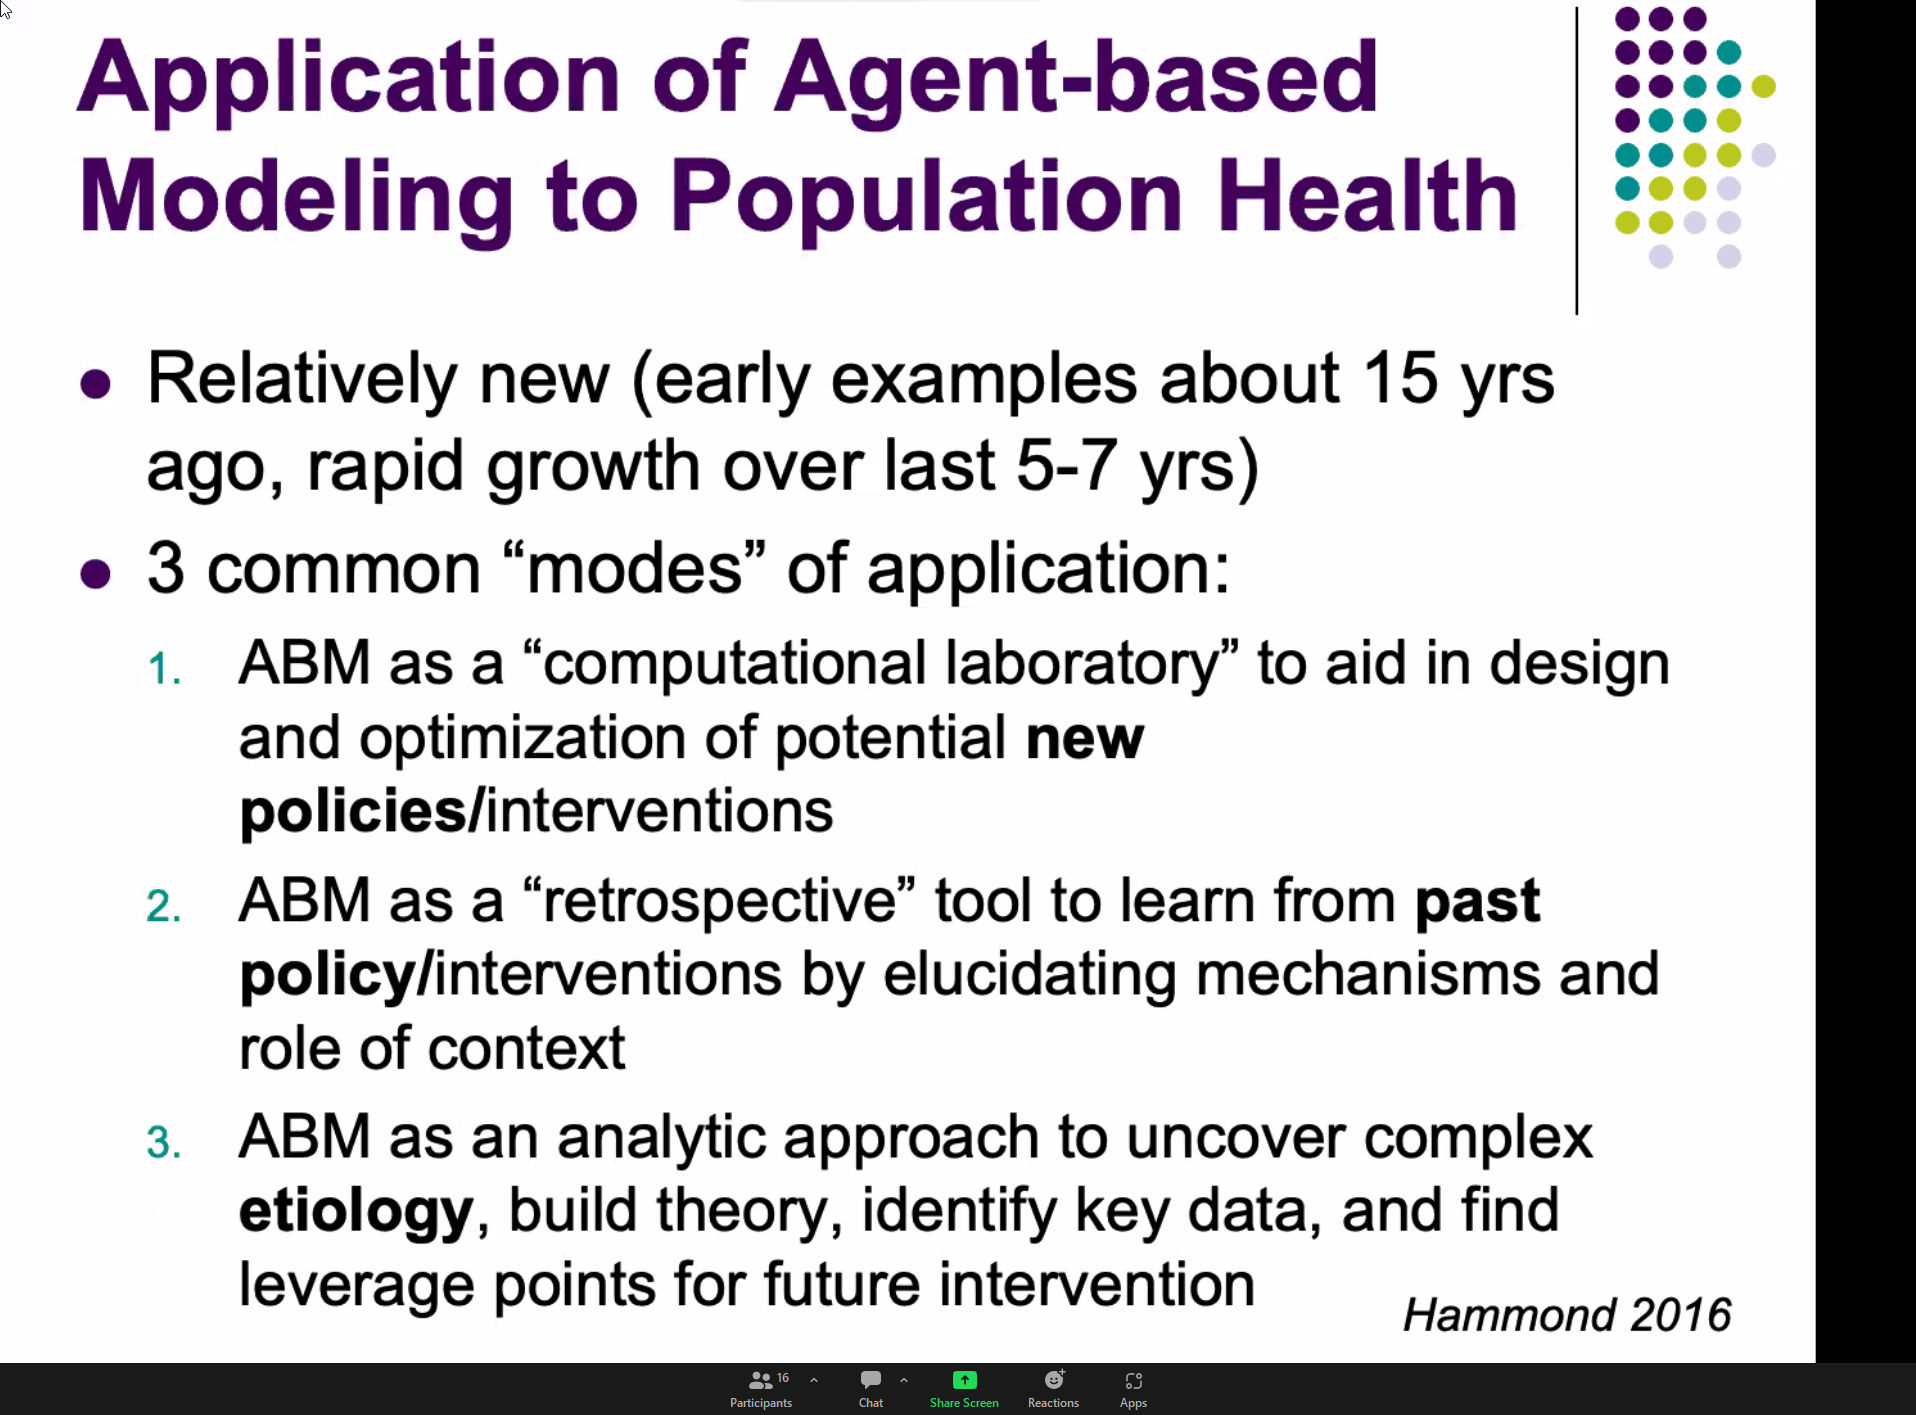 Application of Agent-based
Modeling to Population Health
• Relatively new (early examples about 15 yrs
ago, rapid growth over last 5-7 yrs)
• 3 common “modes” of application:
1. ABM as a “computational laboratory” to aid in design
and optimization of potential new
policies/interventions
2. ABM as a “retrospective” tool to learn from past
policy/interventions by elucidating mechanisms and
role of context
3. ABM as an analytic approach to uncover complex
etiology, build theory, identify key data, and find
leverage points for future intervention
Hammond 2016
16
Participants Chat Share Screen Reactions Apps